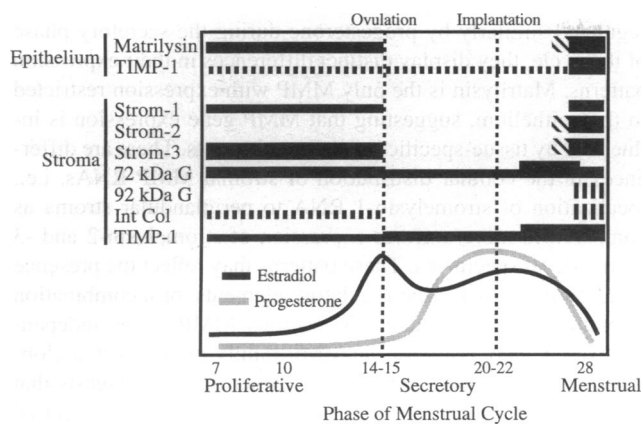 Ovulation Implantation
Epithelium
Matrilysin
TIMP-1
Stroma
Strom-1
Strom-2
Strom-3
72 kDa G
92 kDa G
Int Col
TIMP-1
Estradiol
Progesterone
7 10 14-15 20-22 28
Proliferative Secretory Menstrual
Phase of Menstrual Cycle